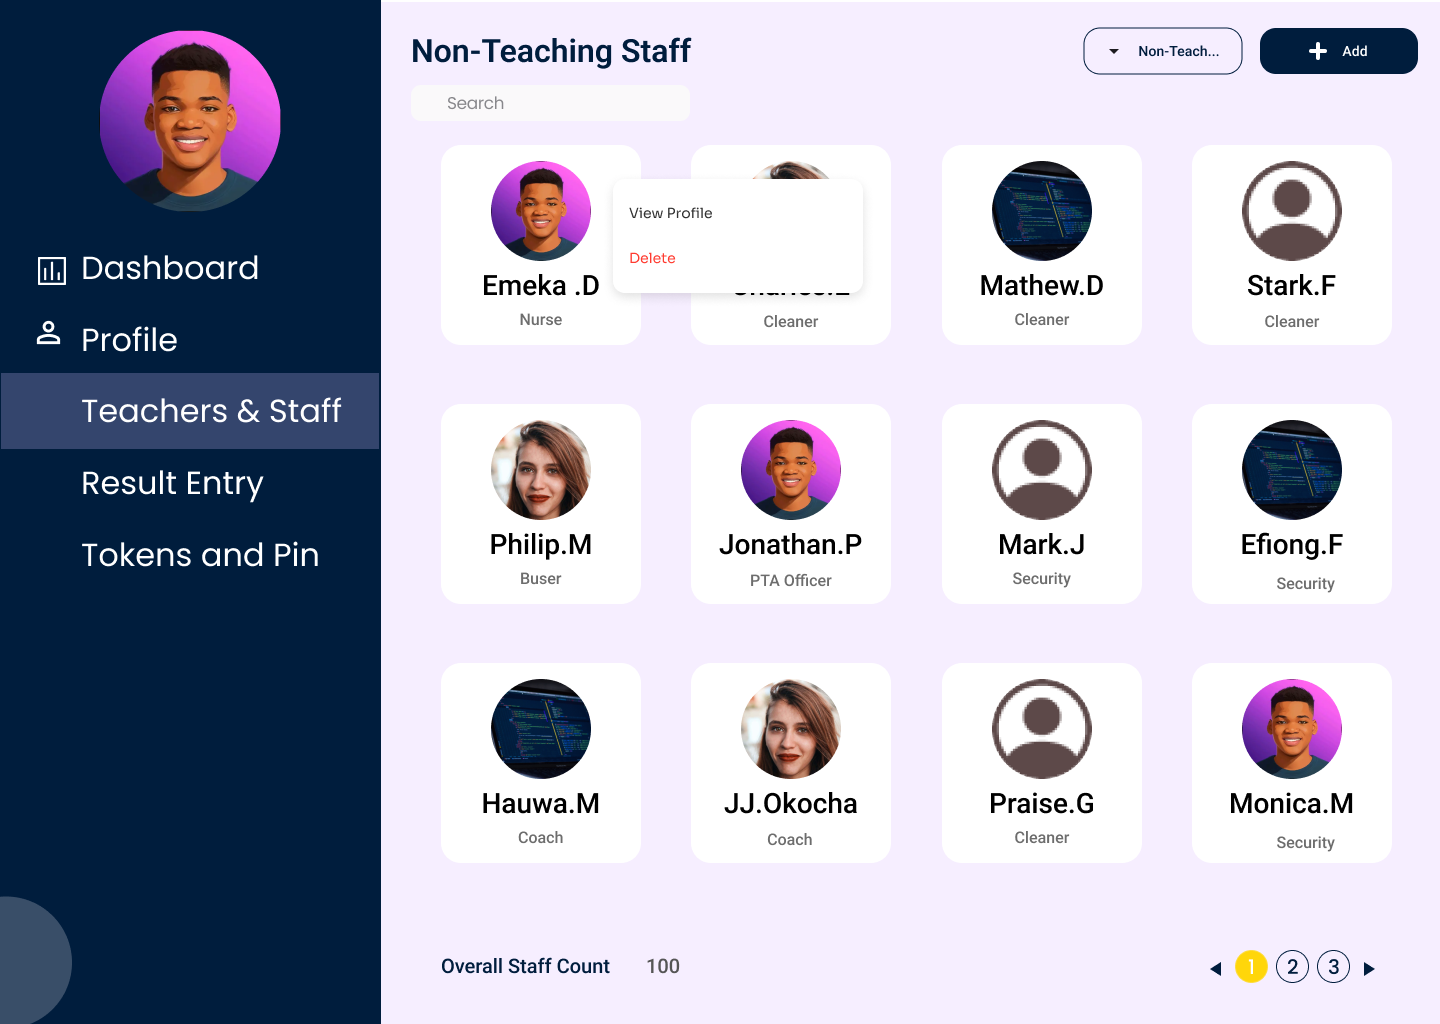 Non-Teaching Staff
Non-Teach...
Add
Search
Dashboard
Profile
Teachers & Staff
Result Entry
Tokens and Pin
View Profile
Delete
Emeka .D
Nurse
Cleaner
Mathew.D
Cleaner
Stark.F
Cleaner
Philip.M
Buser
Jonathan.P
PTA Officer
Mark.J
Security
Efiong.F
Security
Hauwa.M
Coach
JJ.Okocha
Coach
Praise.G
Cleaner
Monica.M
Security
Overall Staff Count 100
1 2 3